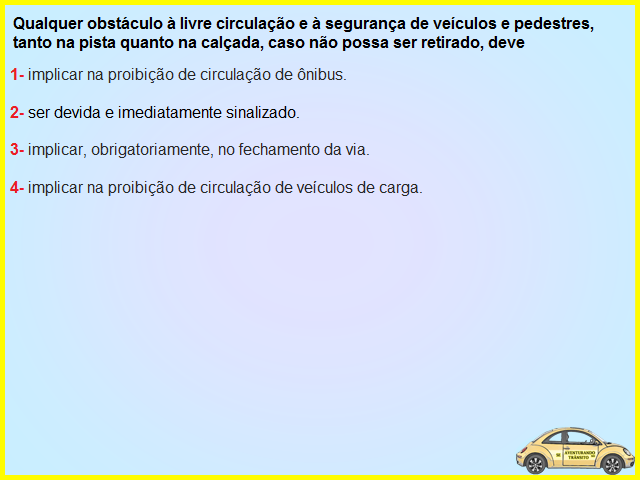 Qualquer obstáculo à livre circulação e à segurança de veículos e pedestres,
tanto na pista quanto na calçada, caso não possa ser retirado, deve
1- implicar na proibição de circulação de ônibus.
2- ser devida e imediatamente sinalizado.
3- implicar, obrigatoriamente, no fechamento da via.
4- implicar na proibição de circulação de veículos de carga.
AVENTURANDO
TRÂNSITO